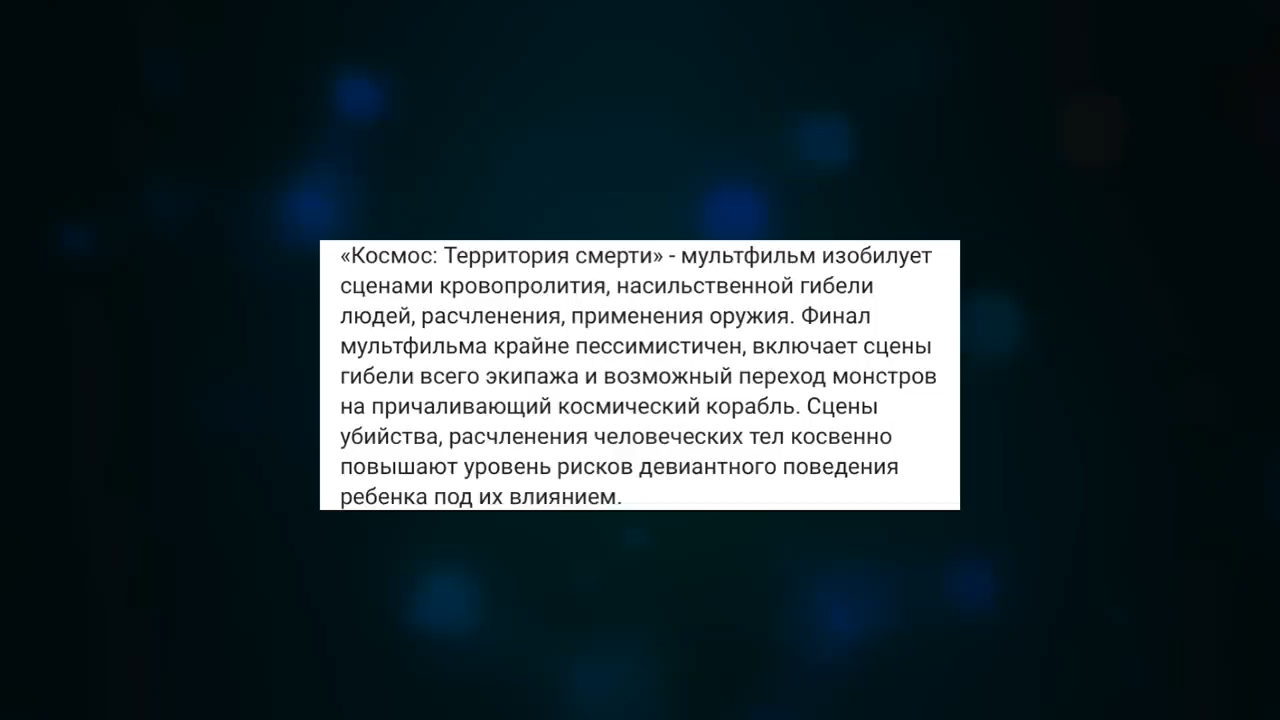 «Космос: Территория смерти» - мультфильм изобилует
сценами кровопролития, насильственной гибели
людей, расчленения, применения оружия. Финал
мультфильма крайне пессимистичен, включает сцены
гибели всего экипажа и возможный переход монстров
на причаливающий космический корабль. Сцены
убийства, расчленения человеческих тел косвенно
повышают уровень рисков девиантного поведения
ребенка под их влиянием.